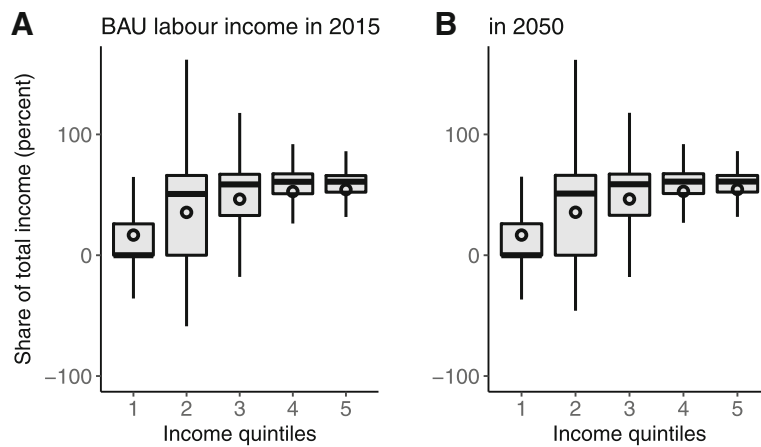 A BAU labour income in 2015
Share of total income (percent)
100
0
−100
1 2 3 4 5
Income quintiles
B in 2050
100
0
−100
1 2 3 4 5
Income quintiles